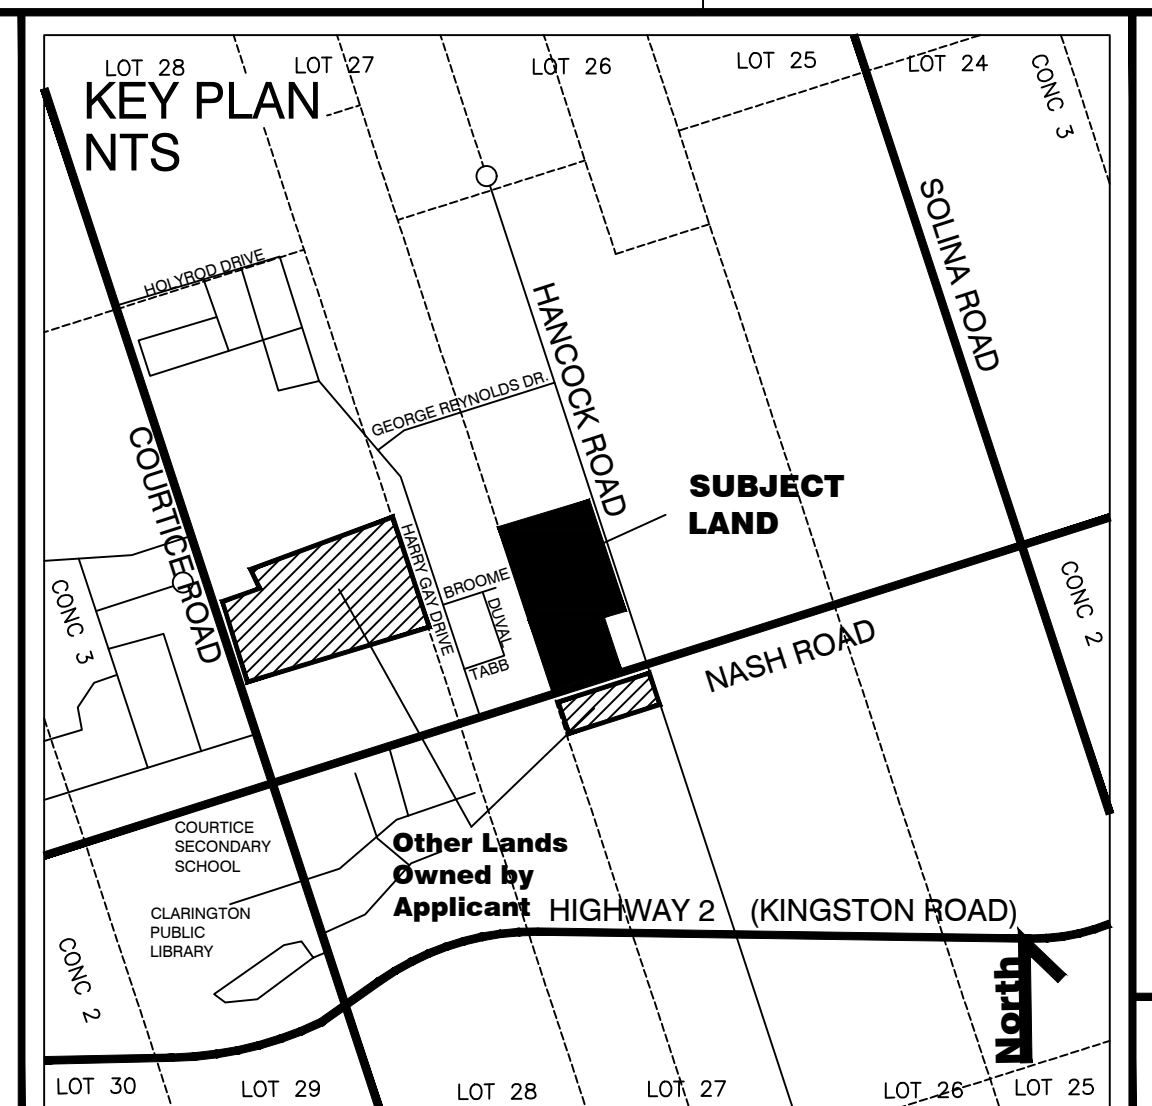 LOT 28
LOT 27
LOT 26
LOT 25
LOT 24
CONC 3
KEY PLAN
NTS
SOLINA ROAD
HOLYROD DRIVE
HANCOCK ROAD
GEORGE REYNOLDS DR.
COURTICE ROAD
SUBJECT
LAND
HARRY GAY DRIVE
BROOME
DUVAL
TABB
CONC 3
CONC 2
NASH ROAD
COURTICE
SECONDARY
SCHOOL
Other Lands
Owned by
Applicant
CLARINGTON
PUBLIC
LIBRARY
HIGHWAY 2 (KINGSTON ROAD)
CONC 2
North
LOT 30
LOT 29
LOT 28
LOT 27
LOT 26
LOT 25